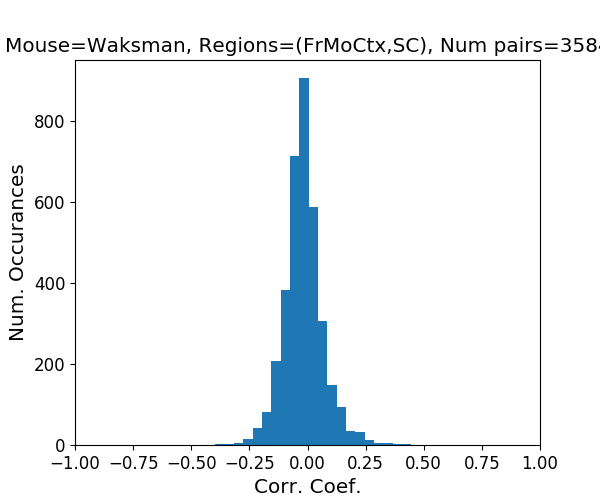 Mouse=Waksman, Regions=(FrMoCtx,SC), Num pairs=3584
Num. Occurances
800
600
400
200
0
−1.00 −0.75 −0.50 −0.25 0.00 0.25 0.50 0.75 1.00
Corr. Coef.